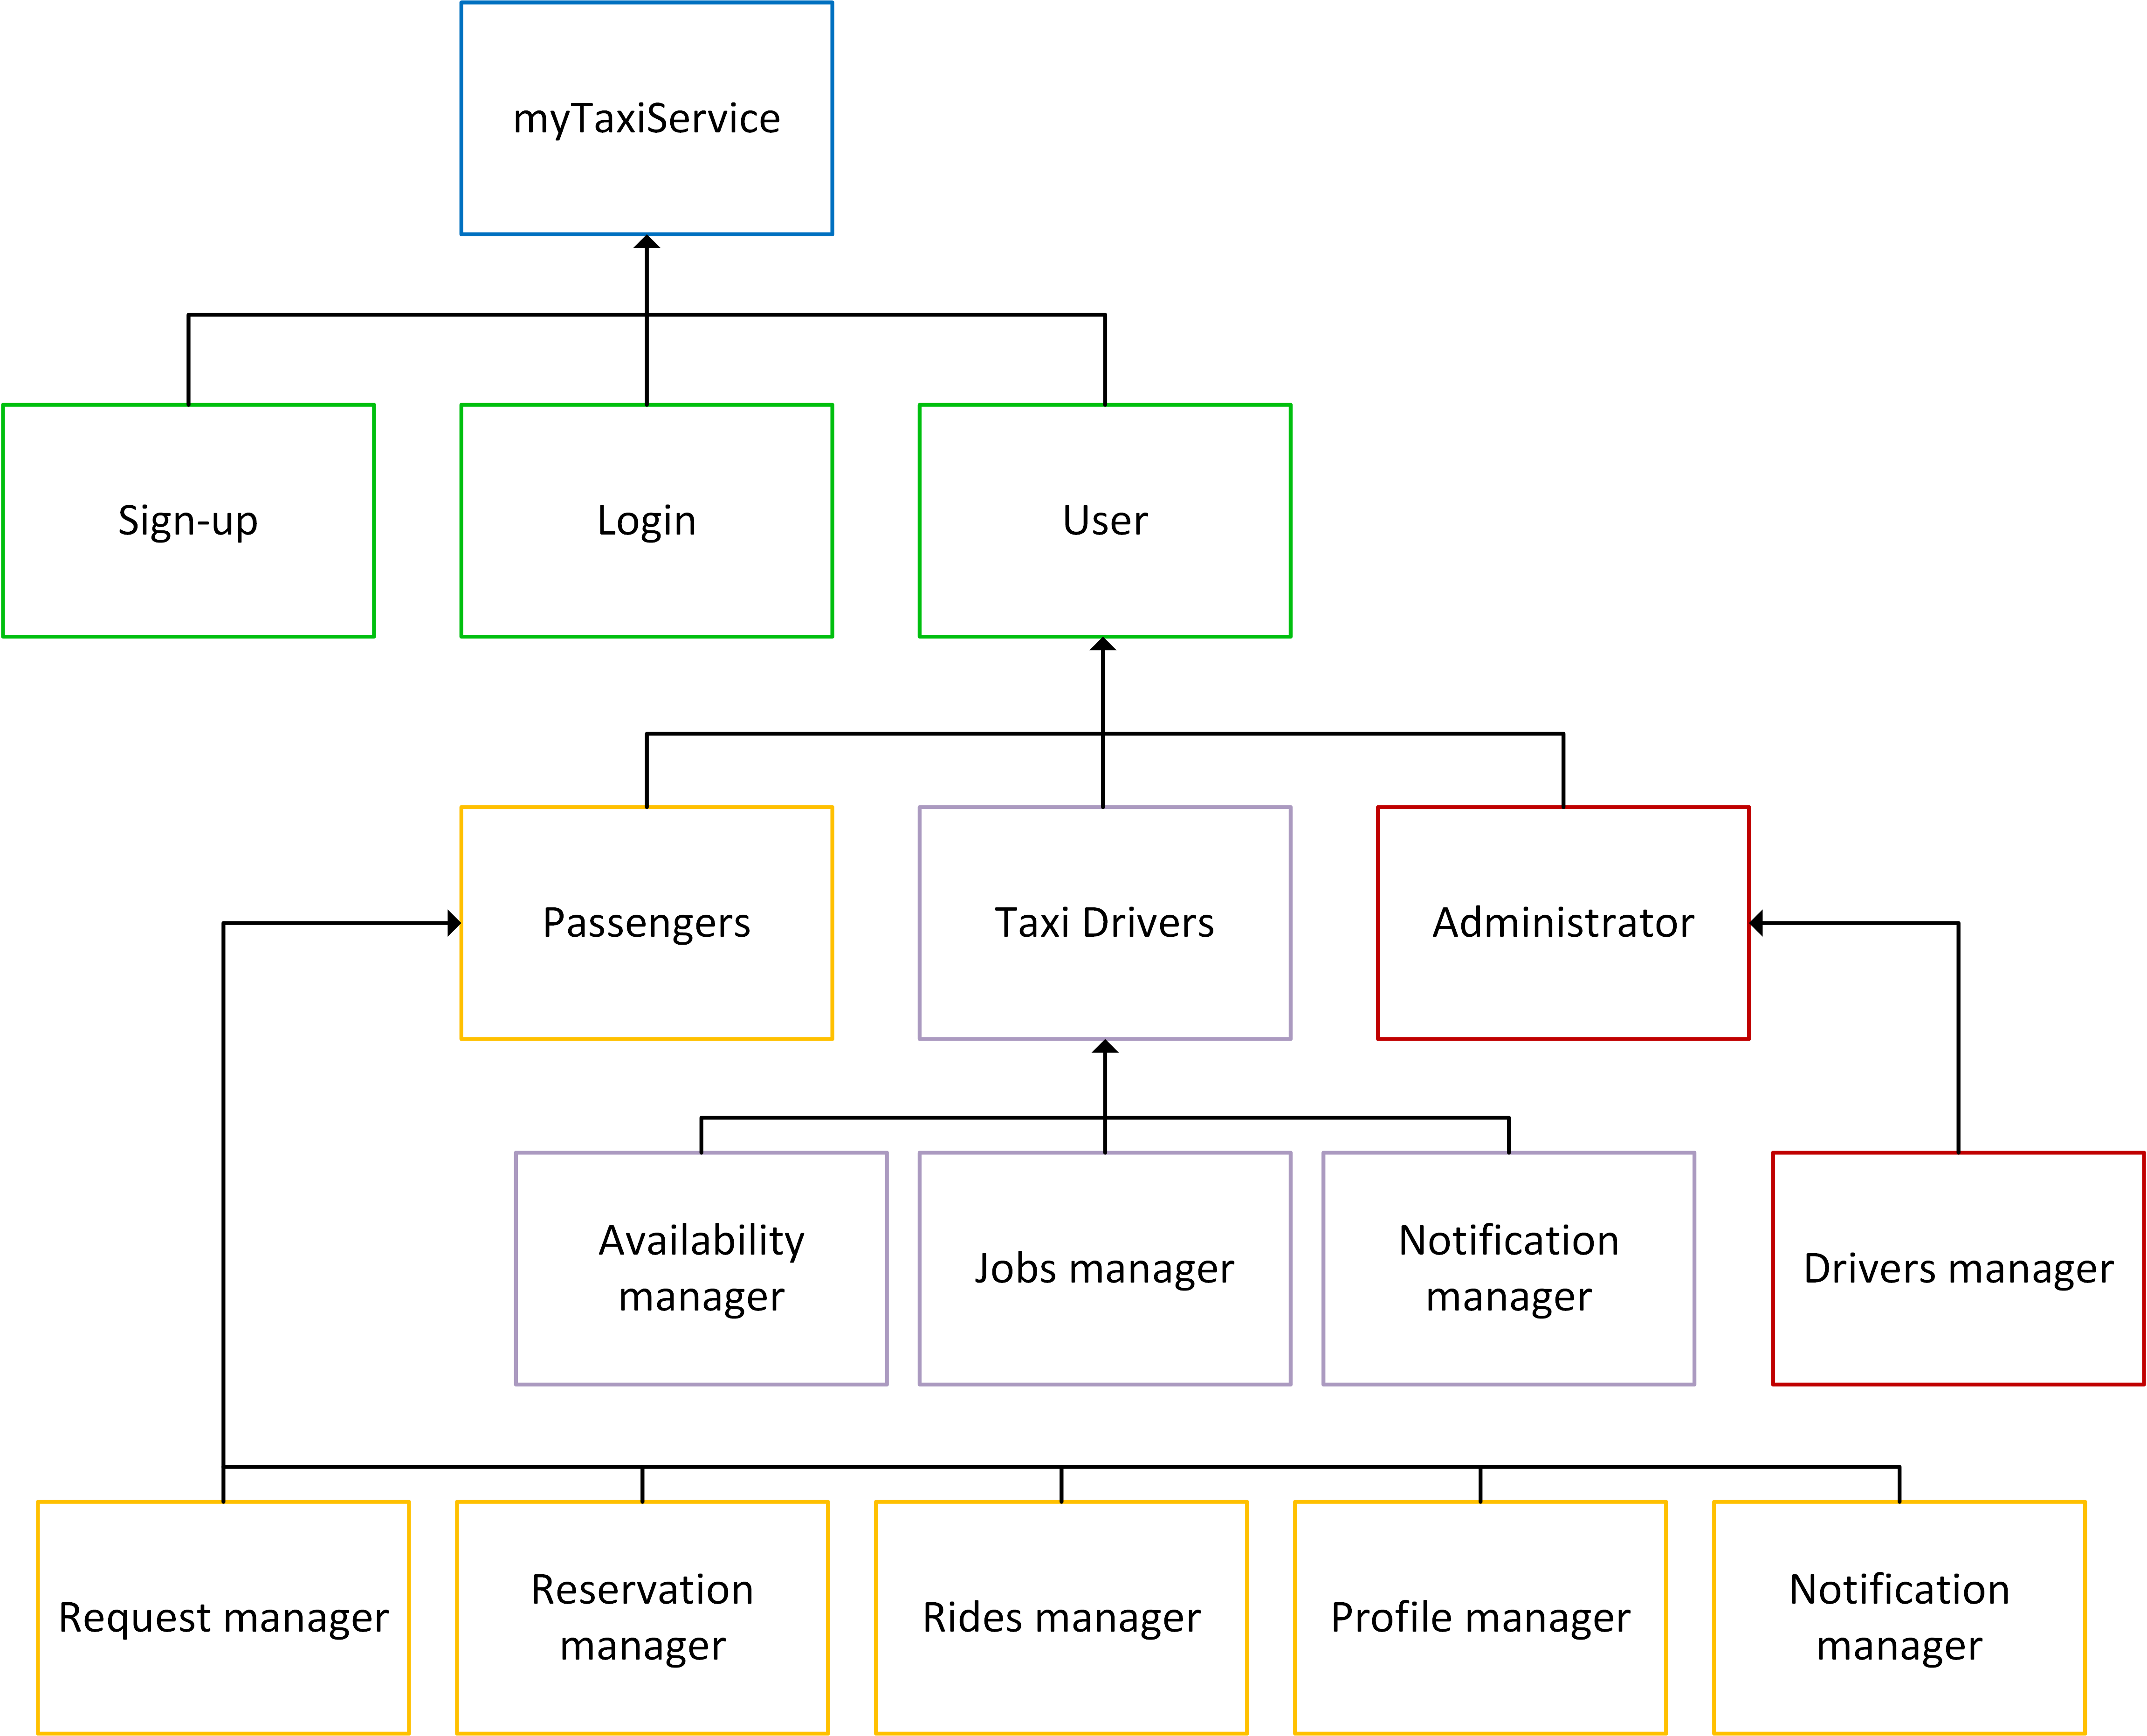 myTaxiService
Sign-up
Login
User
Passengers
Taxi Drivers
Administrator
Availability
manager
Jobs manager
Notification
manager
Drivers manager
Request manager
Reservation
manager
Rides manager
Profile manager
Notification
manager